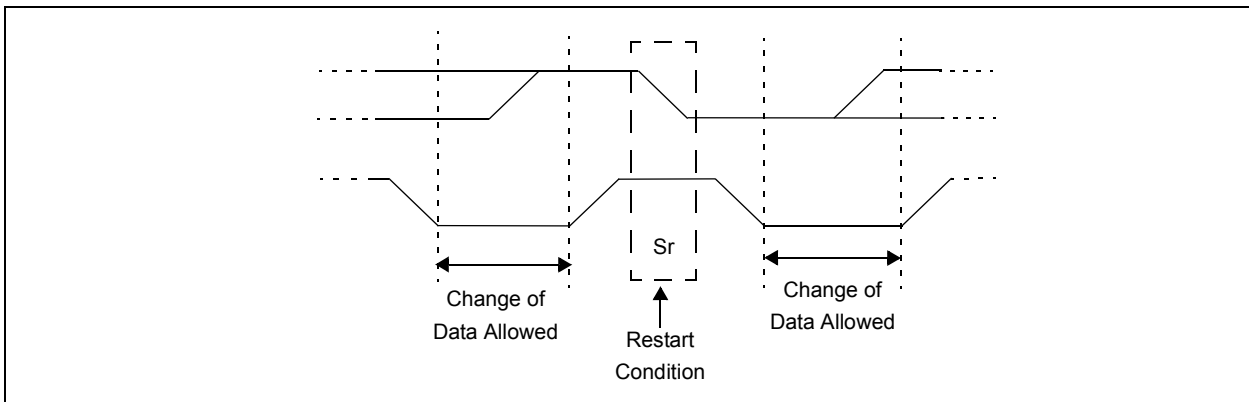 Sr
Change of
Data Allowed
Restart
Condition
Change of
Data Allowed